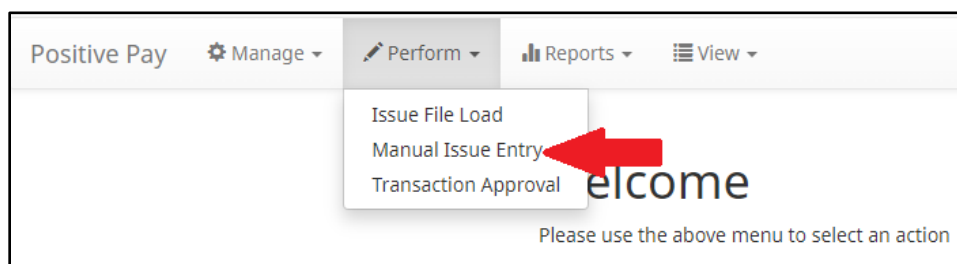 Positive Pay Manage Perform Reports View
Issue File Load
Manual Issue Entry
Transaction Approval
elcome
Please use the above menu to select an action